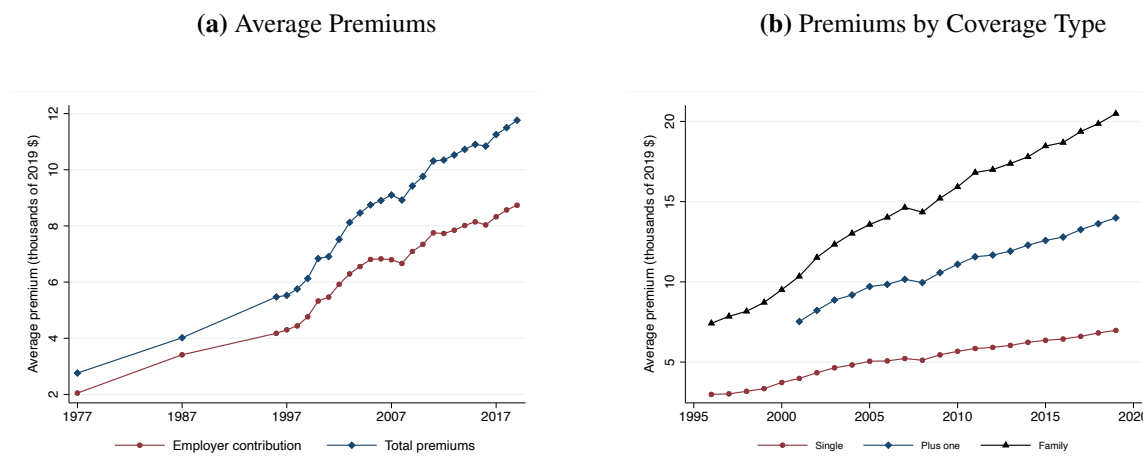 (a) Average Premiums
Average premium (thousands of 2019 $)
12
10
8
6
4
2
1977 1987 1997 2007 2017
Employer contribution Total premiums
(b) Premiums by Coverage Type
Average premium (thousands of 2019 $)
20
15
10
5
1995 2000 2005 2010 2015 2020
Single Plus one Family